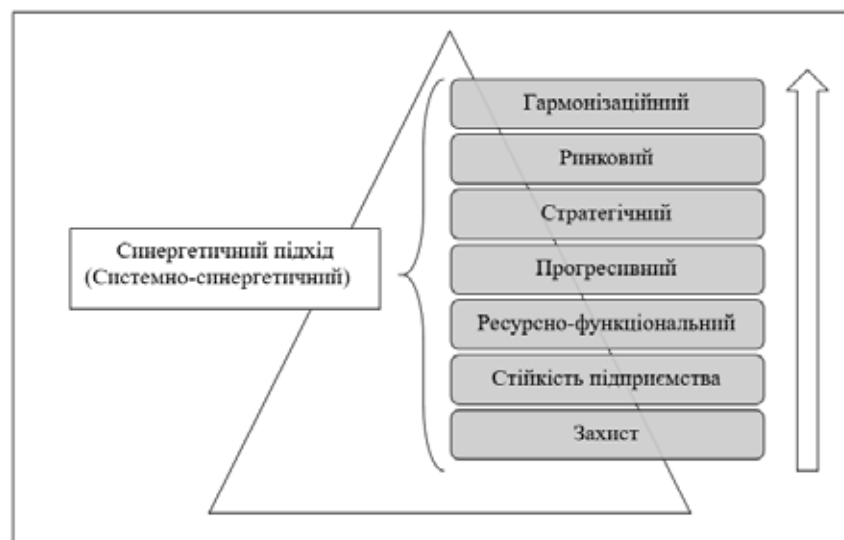 Гармонізаційний
Ринковий
Стратегічний
Синергетичний підхід
(Системно-синергетичний)
Прогресивний
Ресурсно-функціональний
Стійкість підприємства
Захист